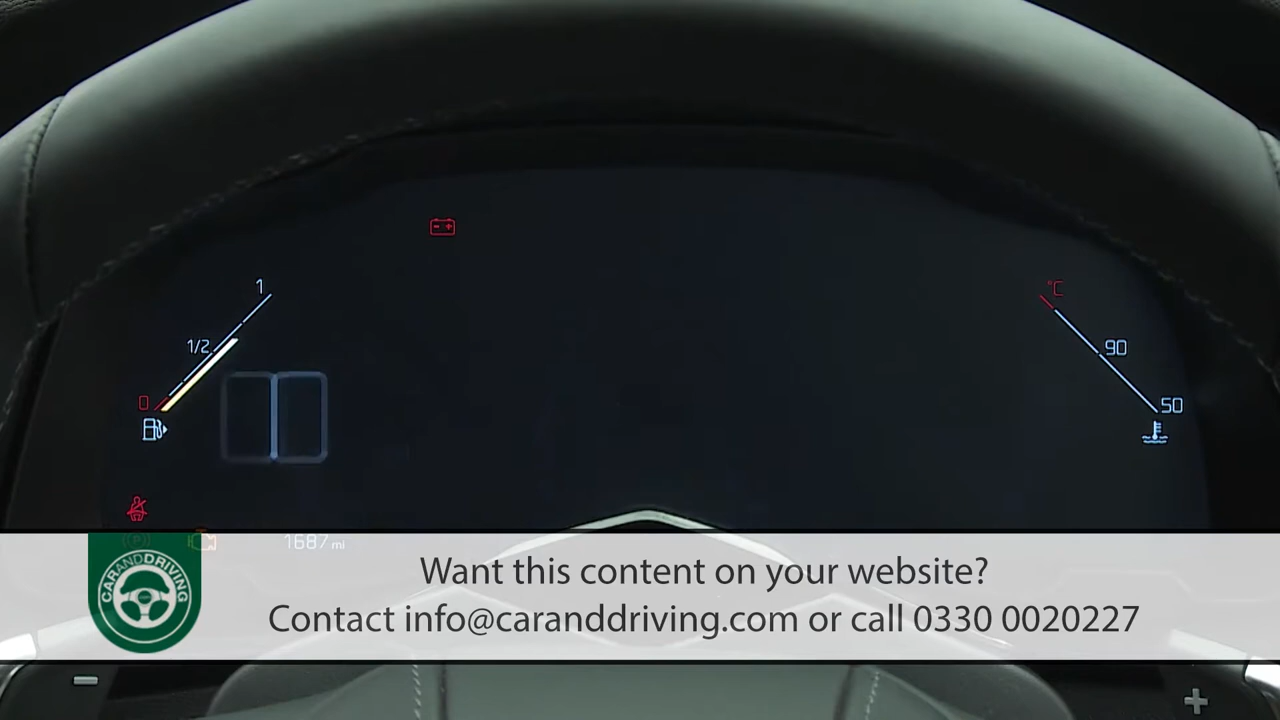 1
1/2
0
°C
90
50
(P)
1687 mi
CARANDDRIVING
Want this content on your website?
Contact info@caranddriving.com or call 0330 0020227